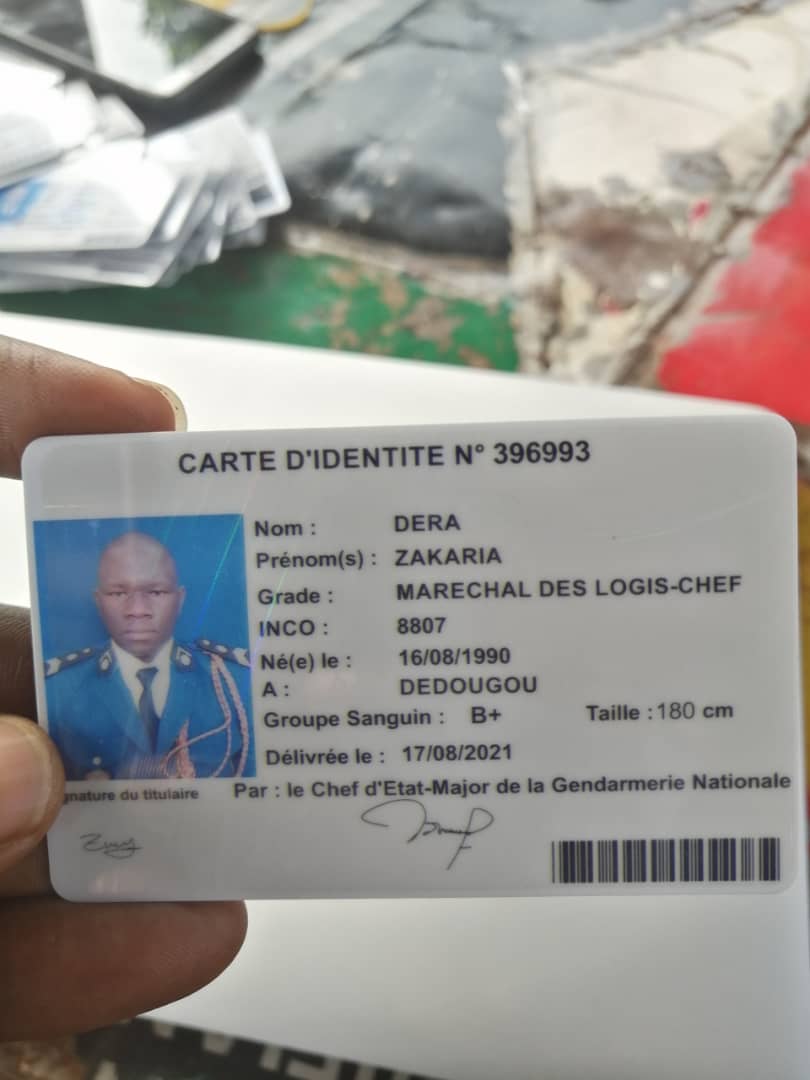 CARTE D'IDENTITE N° 396993
Nom : DERA
Prénom(s) : ZAKARIA
Grade : MARECHAL DES LOGIS-CHEF
INCO : 8807
Né(e) le : 16/08/1990
A : DEDOUGOU
Groupe Sanguin : B+ Taille :180 cm
Délivrée le : 17/08/2021
nature du titulaire Par : le Chef d'Etat-Major de la Gendarmerie Nationale